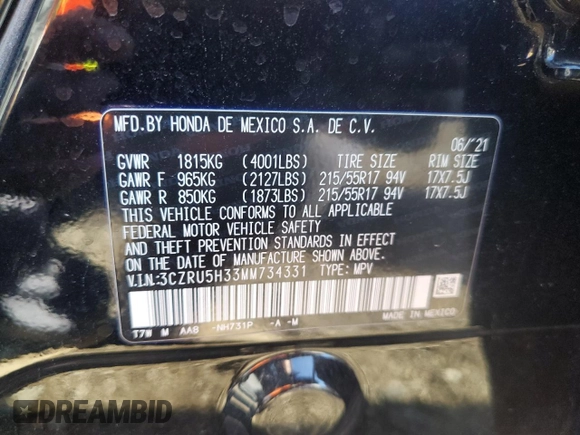 MFD.BY HONDA DE MEXICO S.A. DE C.V.
06/'21
GVWR 1815KG (4001LBS) TIRE SIZE RIM SIZE
GAWR F 965KG (2127LBS) 215/55R17 94V 17X7.5J
GAWR R 850KG (1873LBS) 215/55R17 94V 17X7.5J
THIS VEHICLE CONFORMS TO ALL APPLICABLE
FEDERAL MOTOR VEHICLE SAFETY
AND THEFT PREVENTION STANDARDS IN EFFECT
ON THE DATE OF MANUFACTURE SHOWN ABOVE.
V.I.N:3CZRU5H33MM734331 TYPE: MPV
T7W M AAB -NH731P -A -M
MADE IN MEXICO
DREAMBID